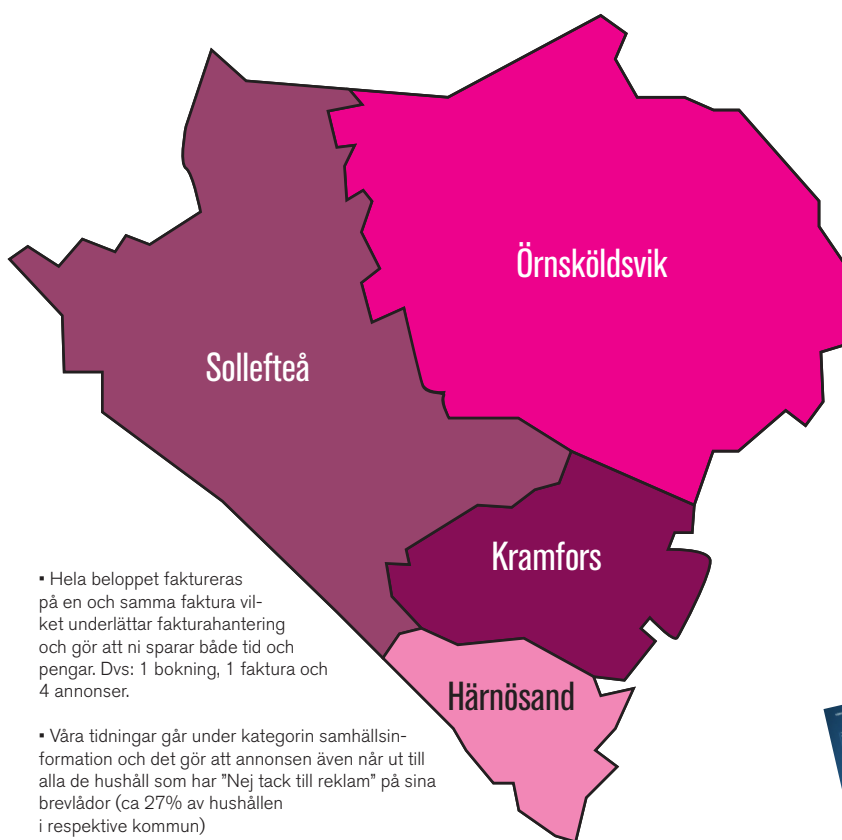 Örnsköldsvik
Sollefteå
Kramfors
Härnösand
▪ Hela beloppet faktureras
på en och samma faktura vil-
ket underlättar fakturahantering
och gör att ni sparar både tid och
pengar. Dvs: 1 bokning, 1 faktura och
4 annonser.
▪ Våra tidningar går under kategorin samhällsin-
formation och det gör att annonsen även når ut till
alla de hushåll som har ”Nej tack till reklam” på sina
brevlådor (ca 27% av hushållen
i respektive kommun)